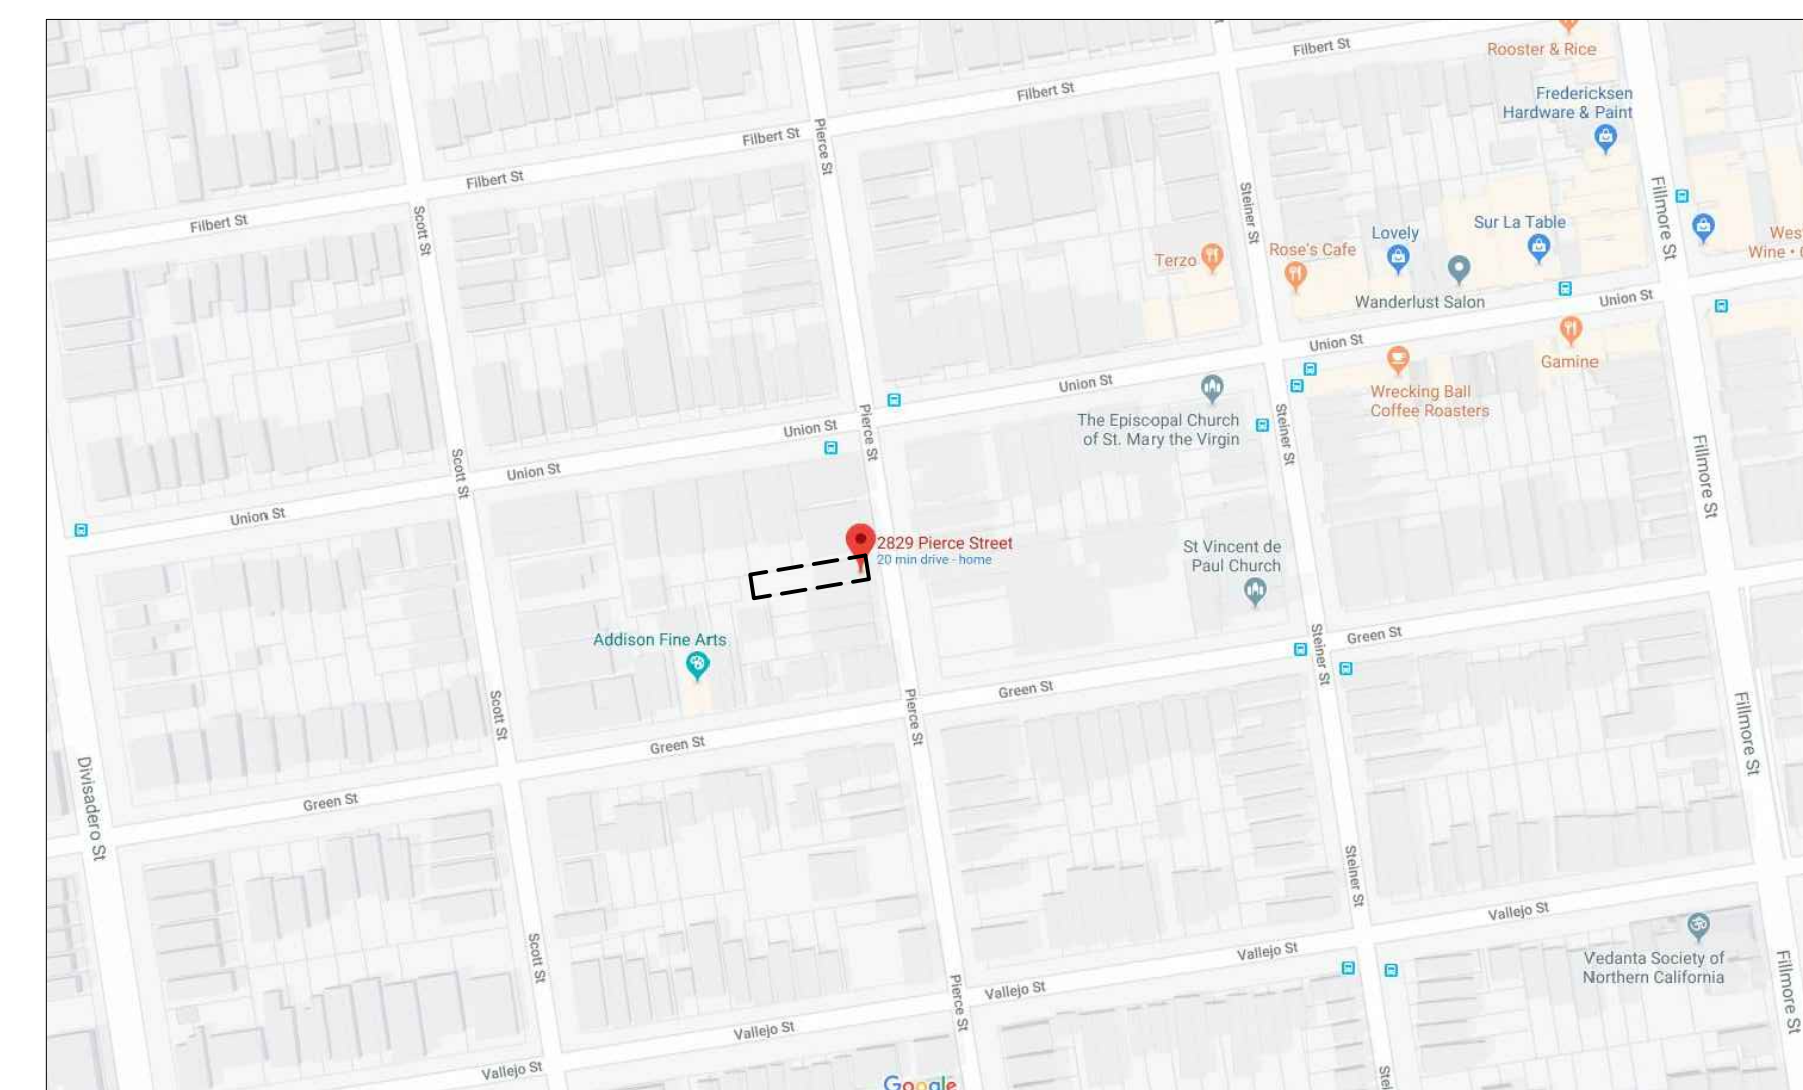 Filbert St
Rooster & Rice
Filbert St
Fredericksen
Hardware & Paint
Filbert St
Pierce St
Filbert St
Filbert St
Scott St
Steiner St
Fillmore St
Terzo
Rose's Cafe
Lovely
Sur La Table
Wes
Wine •
Wanderlust Salon
Union St
Union St
Gamine
Union St
Wrecking Ball
Coffee Roasters
The Episcopal Church
of St. Mary the Virgin
Steiner St
Pierce St
Union St
Scott St
Union St
Union St
Fillmore St
2829 Pierce Street
20 min drive - home
St Vincent de
Paul Church
Addison Fine Arts
Steiner St
Green St
Green St
Pierce St
Scott St
Green St
Fillmore St
Divisadero St
Green St
Steiner St
Vallejo St
Vallejo St
Vedanta Society of
Northern California
Fillmore St
Scott St
Pierce St
Vallejo St
Vallejo St
Vallejo St
Stei
Google